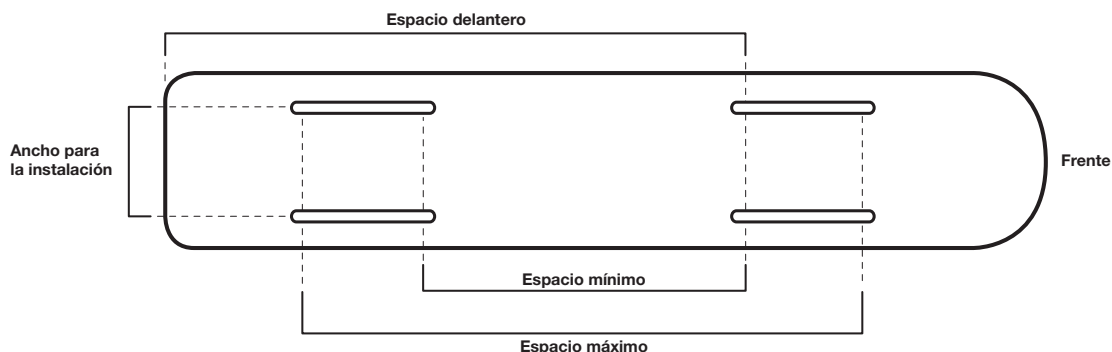 Espacio delantero
Ancho para
la instalación
Frente
Espacio mínimo
Espacio máximo